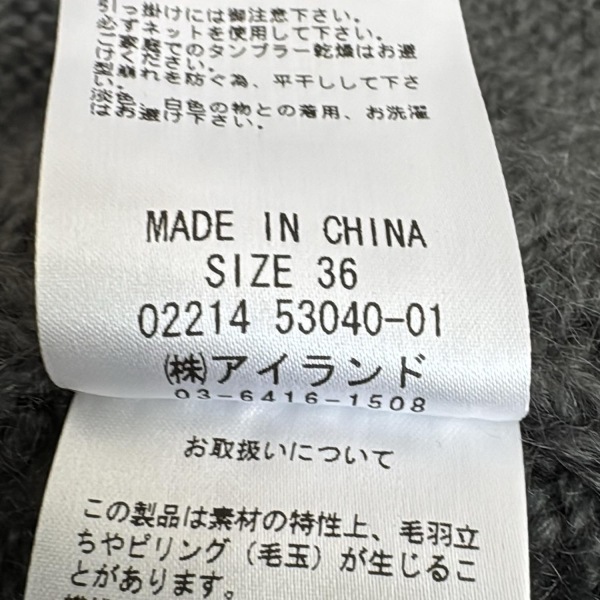 引っ掛けには御注意下さい。
必ずネットを使用して下さい。
ご家庭でのタンブラー乾燥はお避
けください。
型崩れを防ぐ為、平干しして下さ
い。
淡色、白色の物との着用、お洗濯
はお避け下さい。
MADE IN CHINA
SIZE 36
02214 53040-01
㈱アイランド
03-6416-1508
お取扱いについて
この製品は素材の特性上、毛羽立
ちやピリング（毛玉）が生じるこ
とがあります。